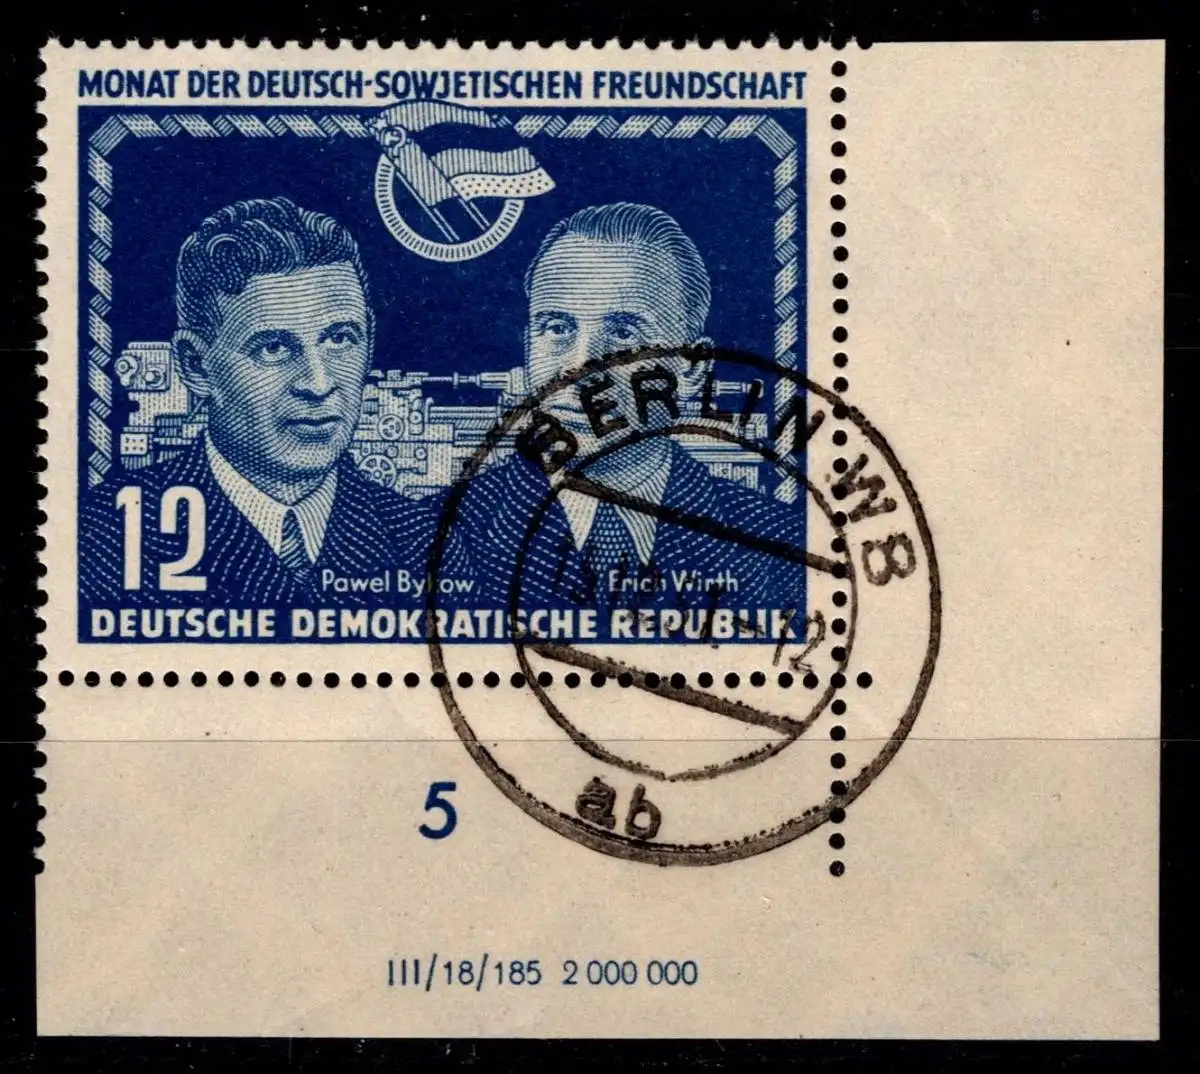 MONAT DER DEUTSCH-SOWJETISCHEN FREUNDSCHAFT
12
Pawel Bykow
Erich Wirth
DEUTSCHE DEMOKRATISCHE REPUBLIK
BERLIN W8
-12
ab
5
III/18/185 2 000 000